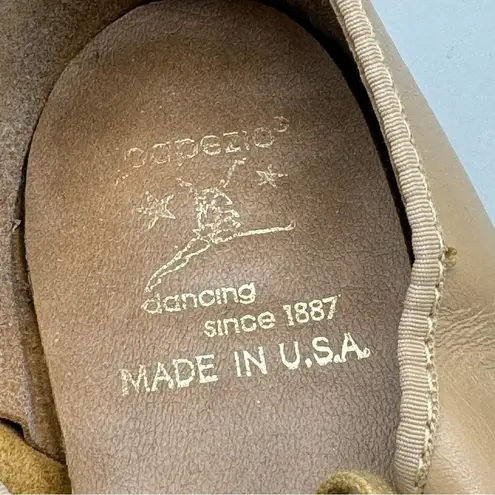 capezio®
dancing
since 1887
MADE IN U.S.A.